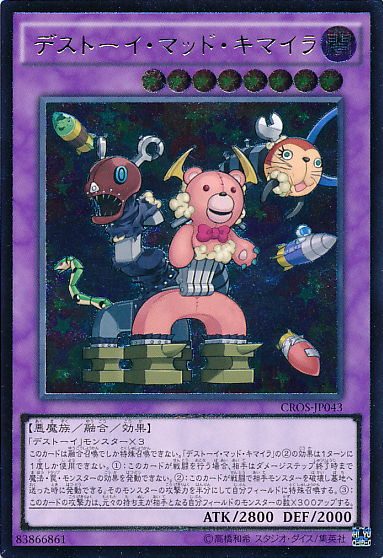 デストーイ・マッド・キマイラ
闇
CROS-JP043
【悪魔族/融合/効果】
「デストーイ」モンスター×3
このカードは融合召喚でしか特殊召喚できない。「デストーイ・マッド・キマイラ」の②の効果は1ターンに
1度しか使用できない。①:このカードが戦闘を行う場合、相手はダメージステップ終了時まで
魔法・罠・モンスターの効果を発動できない。②:このカードが戦闘で相手モンスターを破壊し墓地へ
送った時に発動できる。そのモンスターの攻撃力を半分にして自分フィールドに特殊召喚する。③:
このカードの攻撃力は、元々の持ち主が相手となる自分フィールドのモンスターの数×300アップする。
ATK/2800 DEF/2000
83866861
©高橋和希 スタジオ・ダイス/集英社